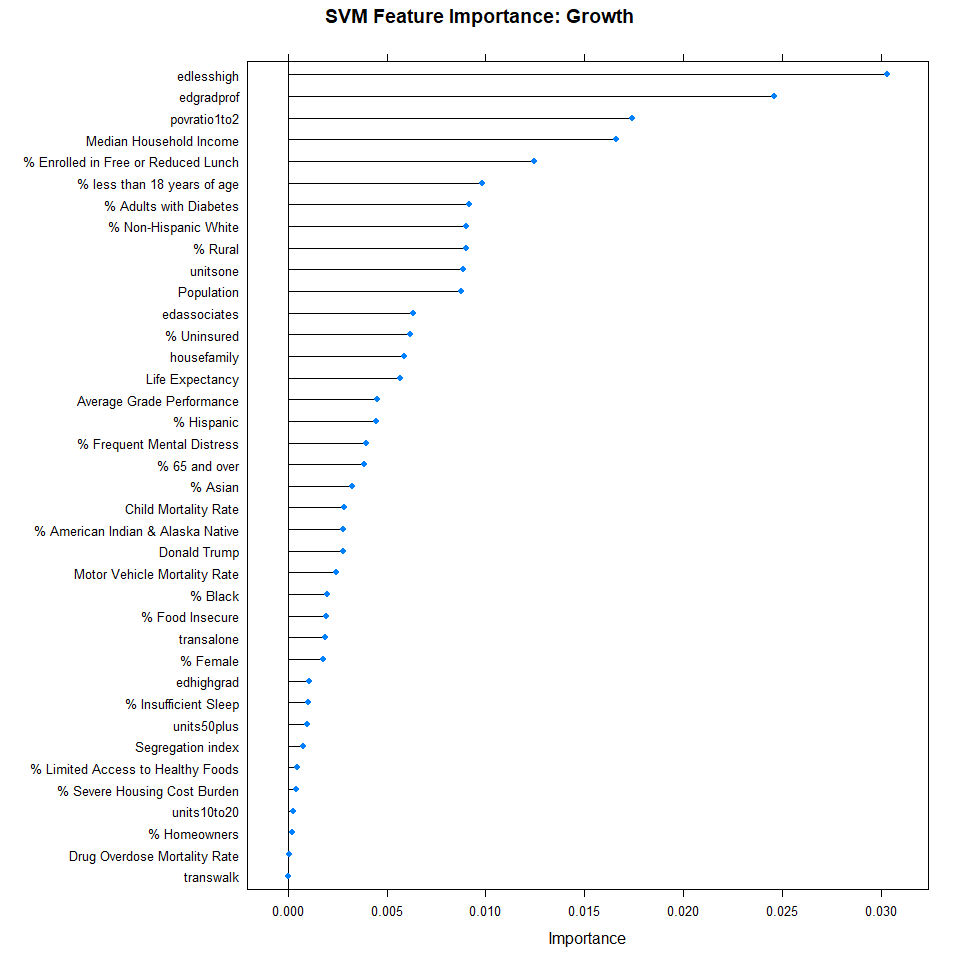 SVM Feature Importance: Growth
edlesshigh
edgradprof
povratio1to2
Median Household Income
% Enrolled in Free or Reduced Lunch
% less than 18 years of age
% Adults with Diabetes
% Non-Hispanic White
% Rural
unitsone
Population
edassociates
% Uninsured
housefamily
Life Expectancy
Average Grade Performance
% Hispanic
% Frequent Mental Distress
% 65 and over
% Asian
Child Mortality Rate
% American Indian & Alaska Native
Donald Trump
Motor Vehicle Mortality Rate
% Black
% Food Insecure
transalone
% Female
edhighgrad
% Insufficient Sleep
units50plus
Segregation index
% Limited Access to Healthy Foods
% Severe Housing Cost Burden
units10to20
% Homeowners
Drug Overdose Mortality Rate
transwalk
0.000 0.005 0.010 0.015 0.020 0.025 0.030
Importance